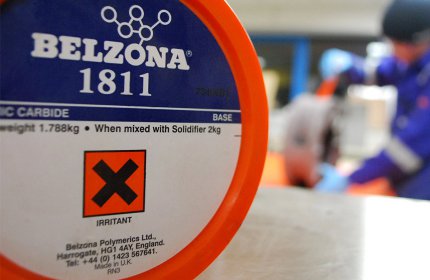 BELZONA®
1811
IC CARBIDE BASE
weight 1.788kg • When mixed with Solidifier 2kg
IRRITANT
Belzona Polymerics Ltd.,
Harrogate, HG1 4AY, England.
Tel: +44 (0) 1423 567641
Made in U.K.
RN3